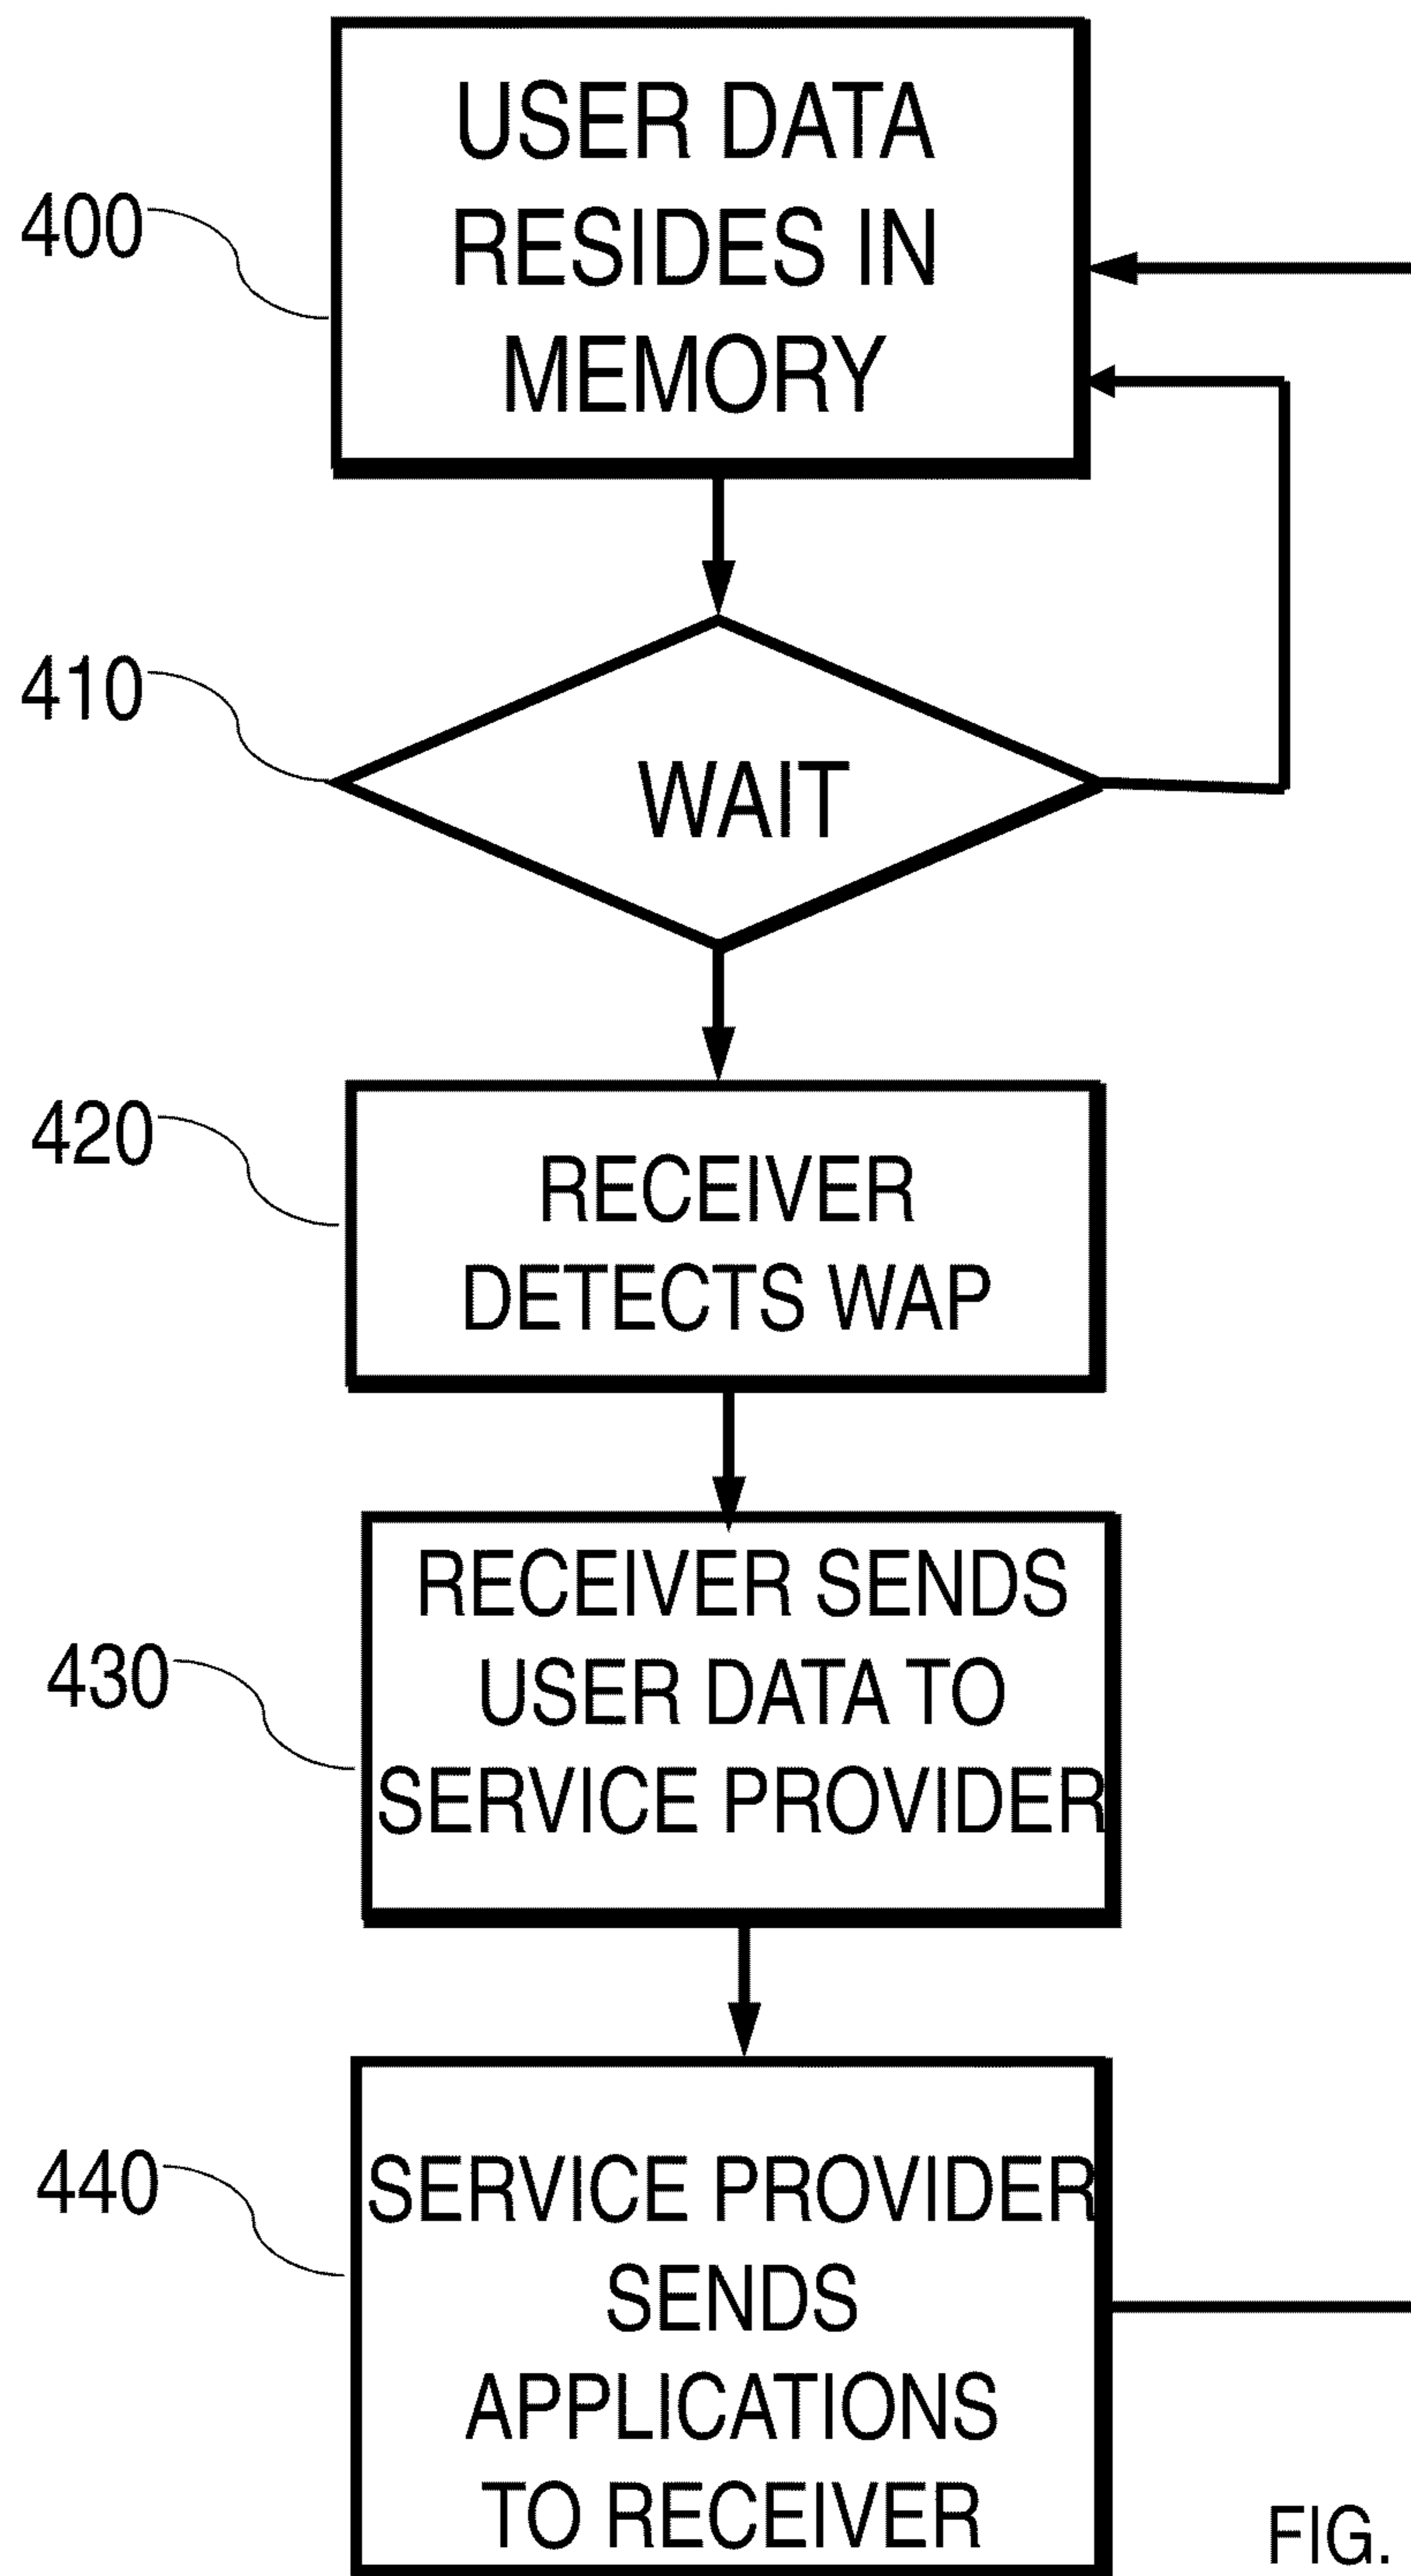 400
USER DATA
RESIDES IN
MEMORY
410
WAIT
420
RECEIVER
DETECTS WAP
430
RECEIVER SENDS
USER DATA TO
SERVICE PROVIDER
440
SERVICE PROVIDER
SENDS
APPLICATIONS
TO RECEIVER
FIG.